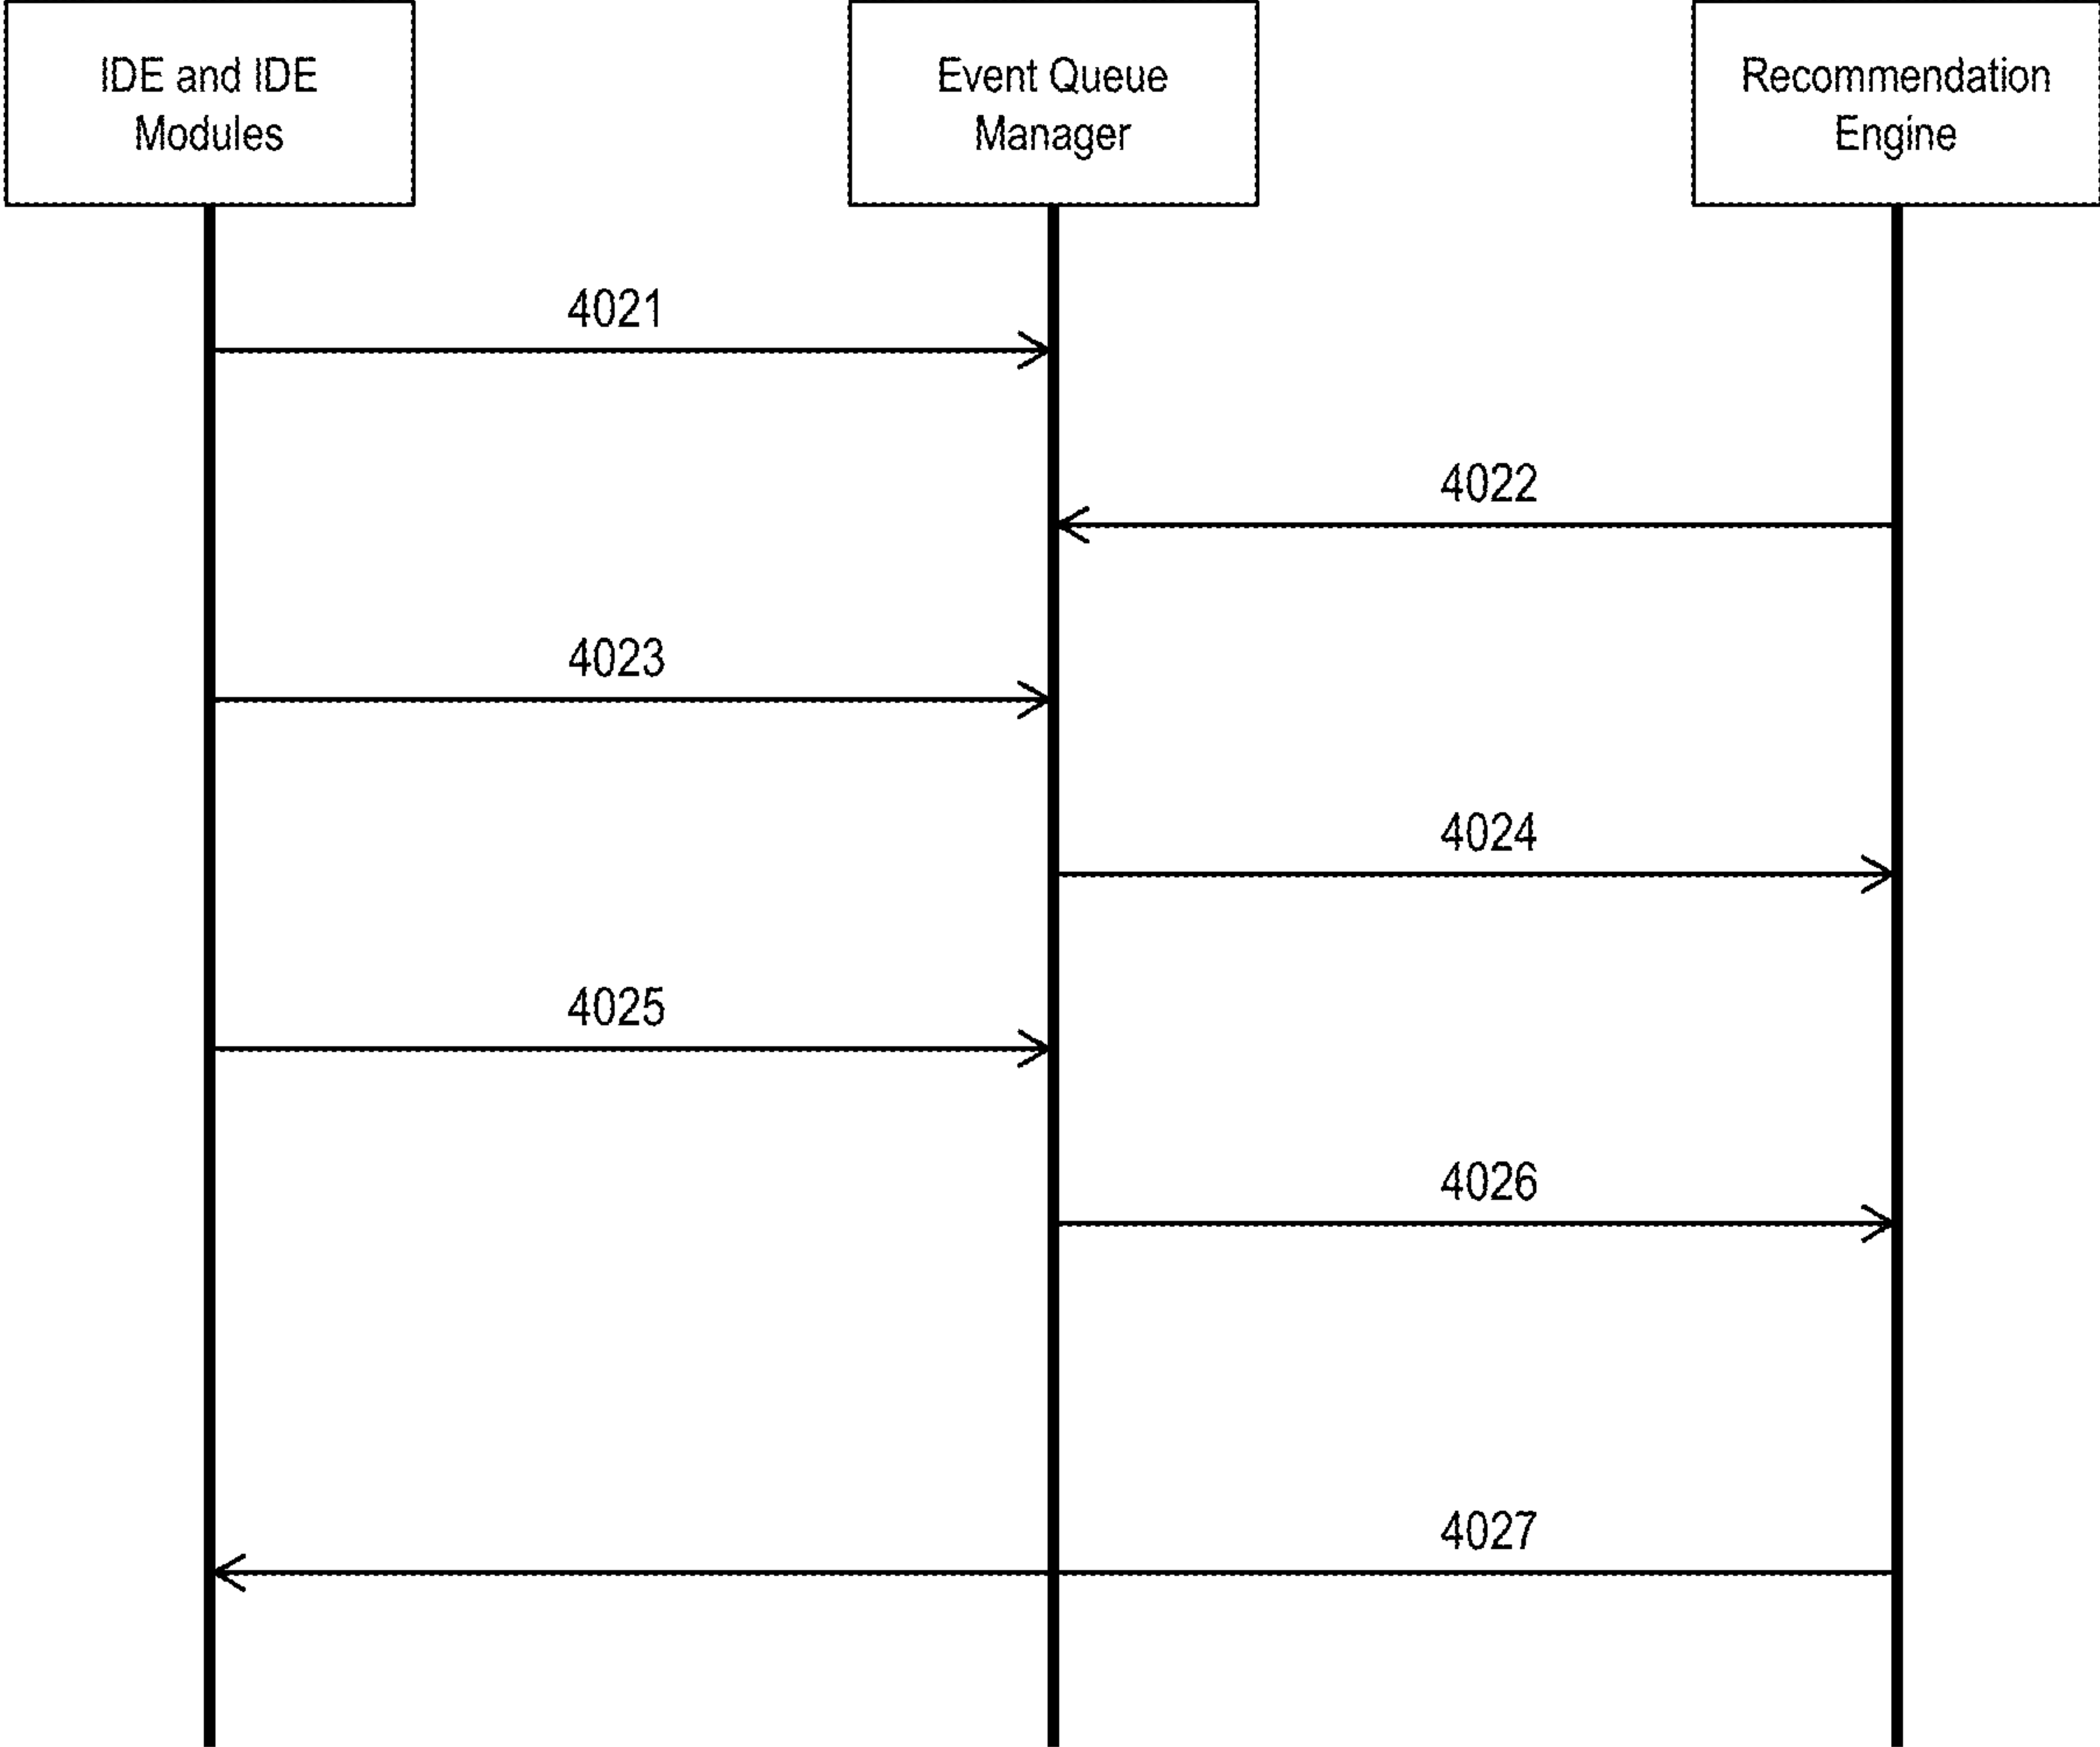 IDE and IDE
Modules
Event Queue
Manager
Recommendation
Engine
4021
4022
4023
4024
4025
4026
4027